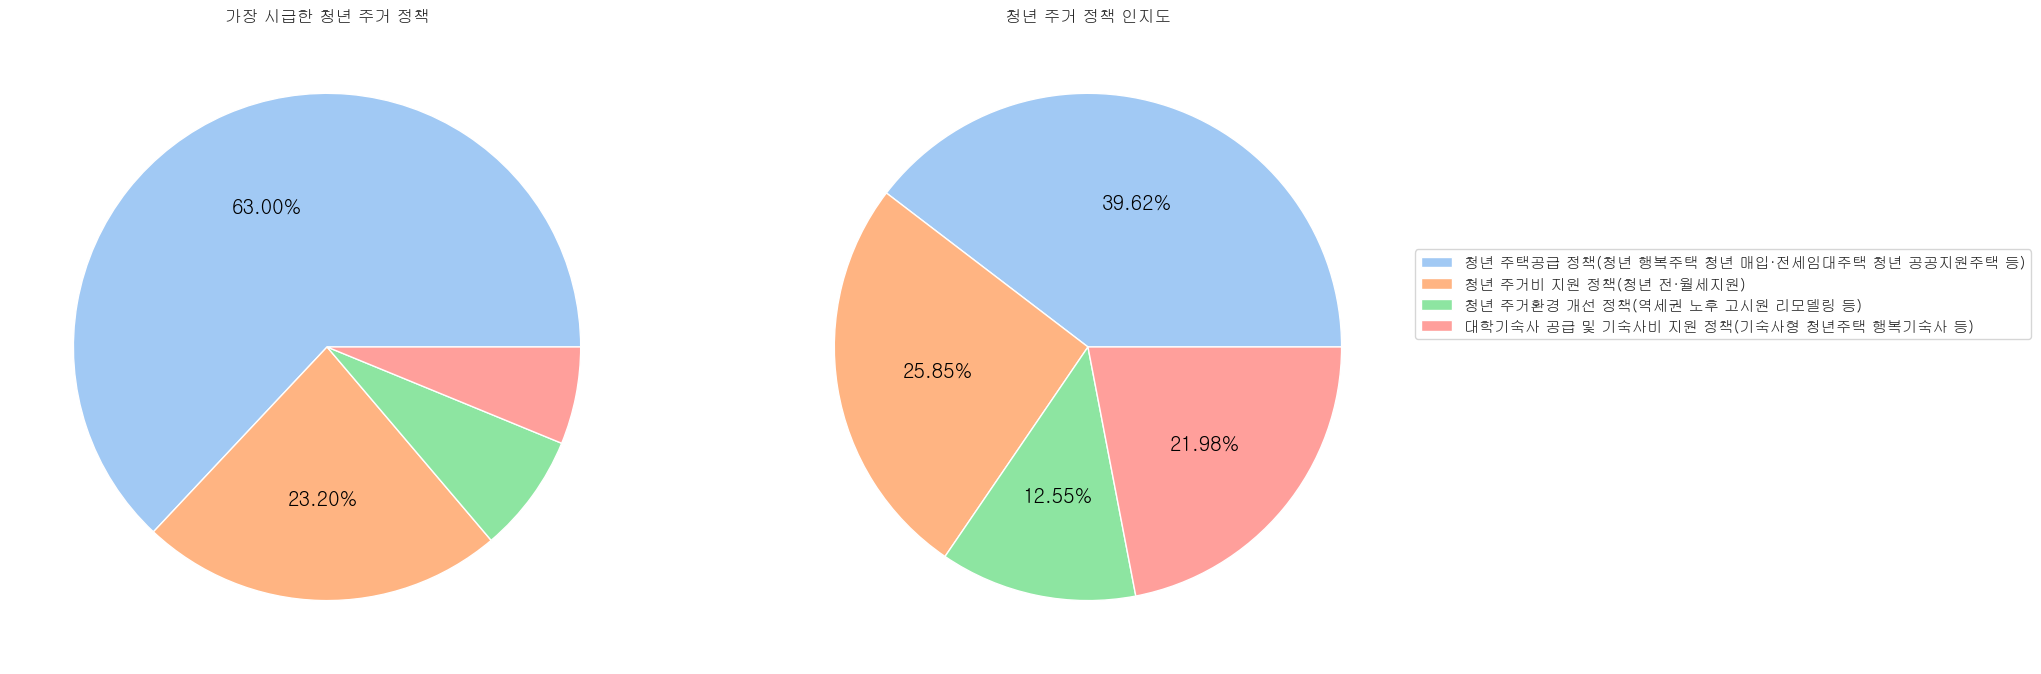 가장 시급한 청년 주거 정책
63.00%
23.20%
청년 주거 정책 인지도
39.62%
25.85%
12.55%
21.98%
청년 주택공급 정책(청년 행복주택 청년 매입·전세임대주택 청년 공공지원주택 등)
청년 주거비 지원 정책(청년 전·월세지원)
청년 주거환경 개선 정책(역세권 노후 고시원 리모델링 등)
대학기숙사 공급 및 기숙사비 지원 정책(기숙사형 청년주택 행복기숙사 등)